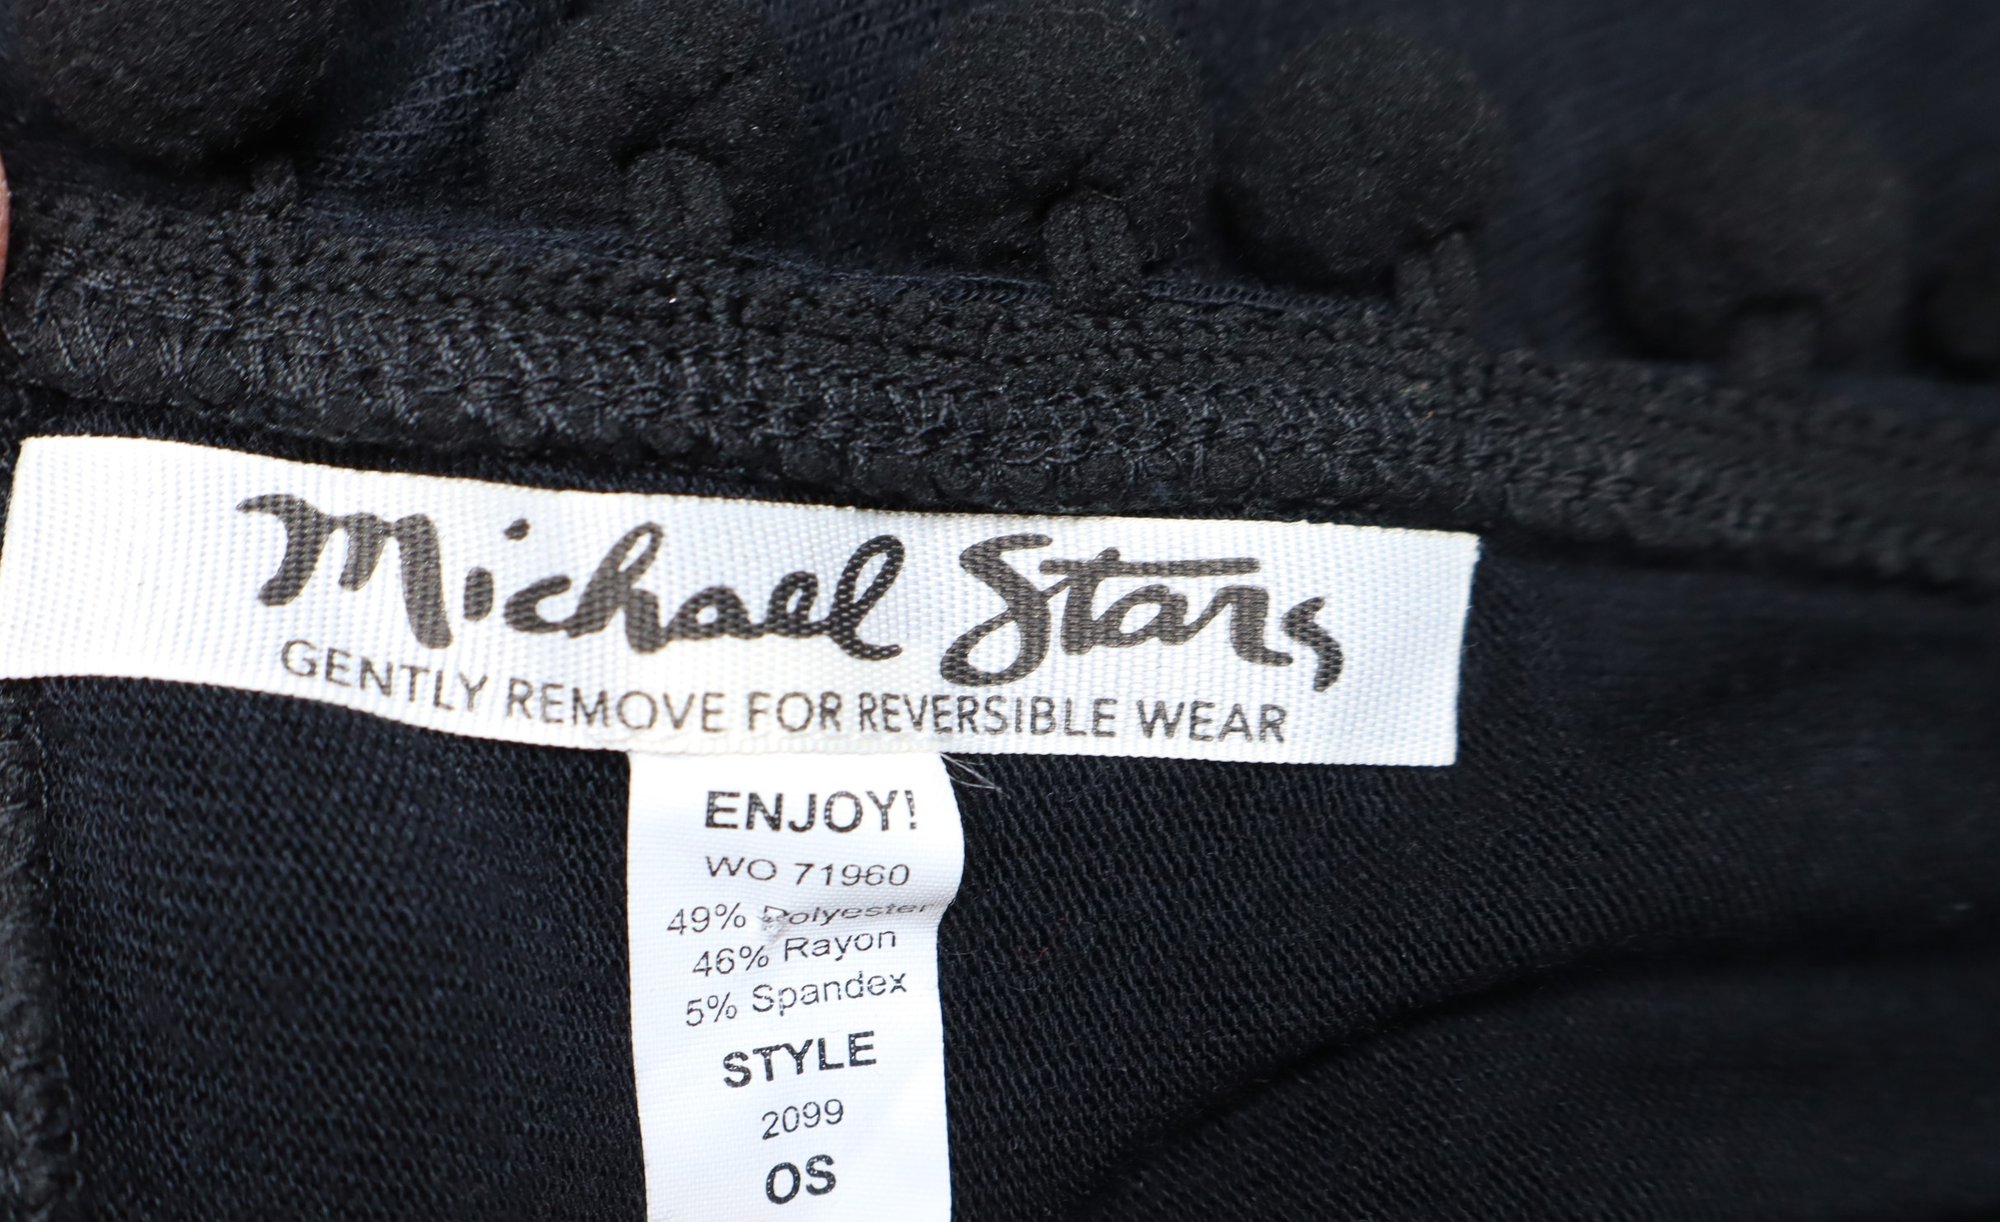 Michael Stars
GENTLY REMOVE FOR REVERSIBLE WEAR
ENJOY!
WO 71960
49% Polyester
46% Rayon
5% Spandex
STYLE
2099
OS